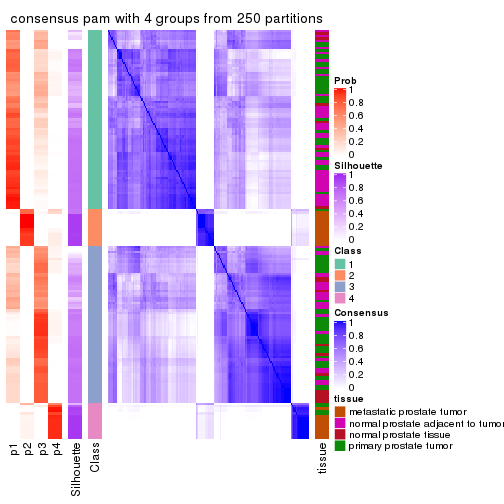 consensus pam with 4 groups from 250 partitions
Prob
1
0.8
0.6
0.4
0.2
0
Silhouette
1
0.8
0.6
0.4
0.2
0
Class
1
2
3
4
Consensus
1
0.8
0.6
0.4
0.2
0
tissue
metastatic prostate tumor
normal prostate adjacent to tumor
normal prostate tissue
primary prostate tumor
p1
p2
p3
p4
Silhouette
Class
tissue